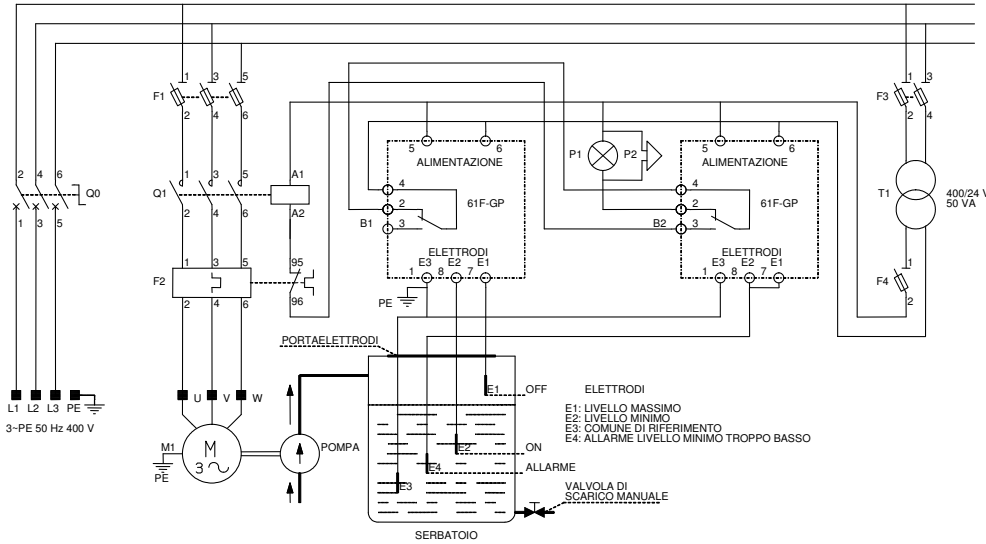 1 3 5
F1
2 4 6
1 3
F3
2 4
5 6
ALIMENTAZIONE
P1 P2
5 6
ALIMENTAZIONE
2 4 6
Q0
1 3 5
1 3 5
Q1
2 4 6
A1
A2
4
2
61F-GP
B1 3
4
2
61F-GP
B2 3
T1
400/24 V
50 VA
ELETTRODI
E3 E2 E1
1 8 7
PE
ELETTRODI
E3 E2 E1
1 8 7
1 3 5
F2
2 4 6
95
96
1
F4
2
PORTAELETTRODI
L1 L2 L3 PE
3~PE 50 Hz 400 V
U V W
M1
M
3
PE
POMPA
E1 OFF
E2
ON
E4
ALLARME
E3
ELETTRODI
E1: LIVELLO MASSIMO
E2: LIVELLO MINIMO
E3: COMUNE DI RIFERIMENTO
E4: ALLARME LIVELLO MINIMO TROPPO BASSO
VALVOLA DI
SCARICO MANUALE
SERBATOIO